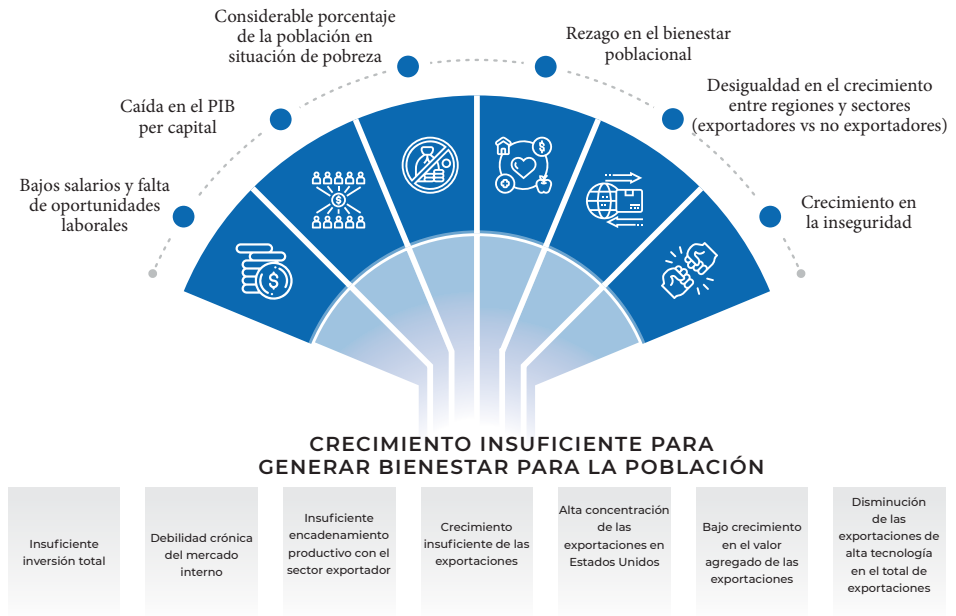 Considerable porcentaje
de la población en
situación de pobreza
Rezago en el bienestar
poblacional
Caída en el PIB
per capital
Desigualdad en el crecimiento
entre regiones y sectores
(exportadores vs no exportadores)
Bajos salarios y falta
de oportunidades
laborales
Crecimiento en
la inseguridad
$
$
$
CRECIMIENTO INSUFICIENTE PARA
GENERAR BIENESTAR PARA LA POBLACIÓN
Insuficiente
inversión total
Debilidad crónica
del mercado
interno
Insuficiente
encadenamiento
productivo con el
sector exportador
Crecimiento
insuficiente de las
exportaciones
Alta concentración
de las
exportaciones en
Estados Unidos
Bajo crecimiento
en el valor
agregado de las
exportaciones
Disminución
de las
exportaciones de
alta tecnología
en el total de
exportaciones